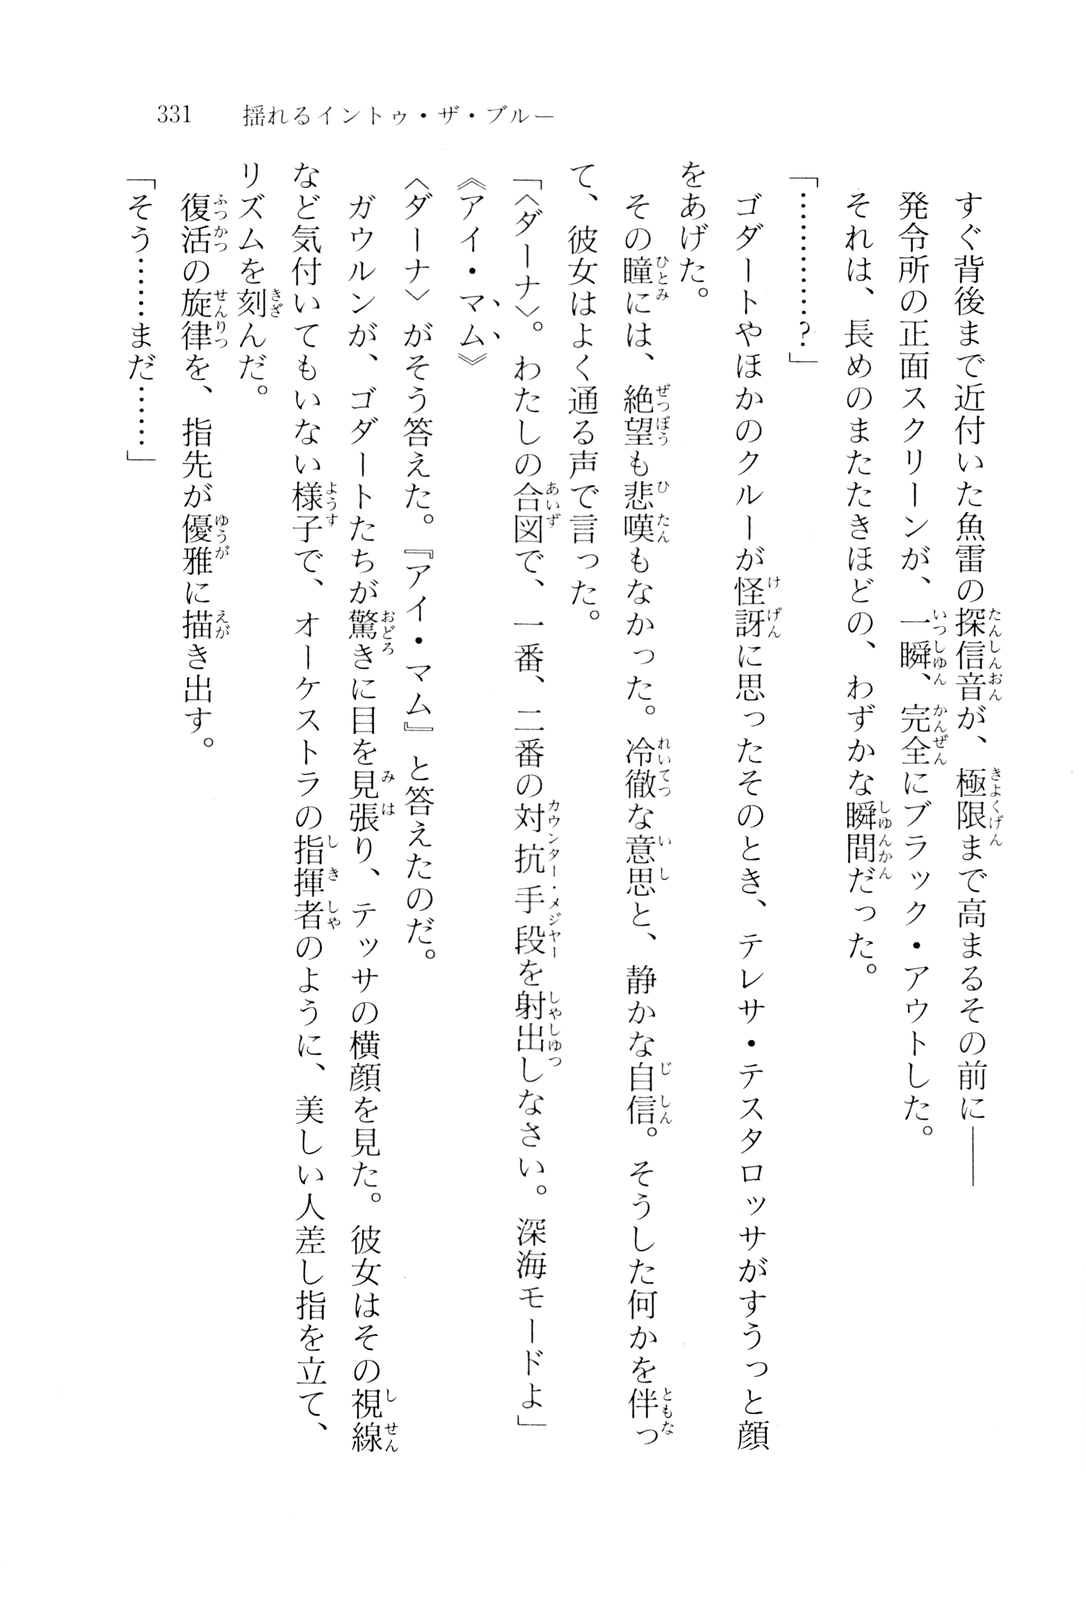 331　揺れるイントゥ・ザ・ブルー
すぐ背後まで近付いた魚雷の探信音が、極限まで高まるその前に――
発令所の正面スクリーンが、一瞬、完全にブラック・アウトした。
それは、長めのまたたきほどの、わずかな瞬間だった。
「…………?」
ゴダートやほかのクルーが怪訝に思ったそのとき、テレサ・テスタロッサがすうっと顔
をあげた。
その瞳には、絶望も悲嘆もなかった。冷徹な意思と、静かな自信。そうした何かを伴っ
て、彼女はよく通る声で言った。
「〈ダーナ〉。わたしの合図で、一番、二番の対抗手段を射出しなさい。深海モードよ」
《アイ・マム》
〈ダーナ〉がそう答えた。『アイ・マム』と答えたのだ。
ガウルンが、ゴダートたちが驚きに目を見張り、テッサの横顔を見た。彼女はその視線
など気付いてもいない様子で、オーケストラの指揮者のように、美しい人差し指を立て、
リズムを刻んだ。
復活の旋律を、指先が優雅に描き出す。
「そう……まだ……」